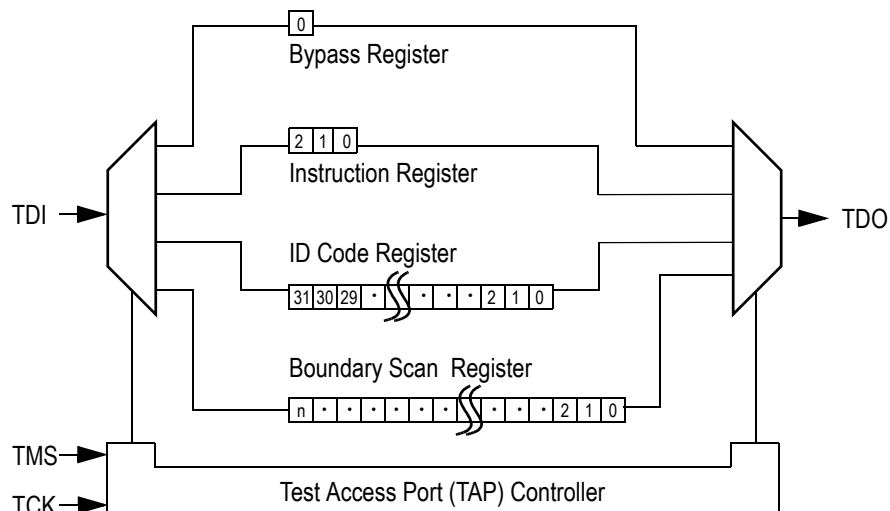 0
Bypass Register
2 1 0
Instruction Register
TDI
TDO
ID Code Register
31 30 29 · · · · 2 1 0
Boundary Scan Register
n · · · · · · · · · 2 1 0
TMS
TCK
Test Access Port (TAP) Controller